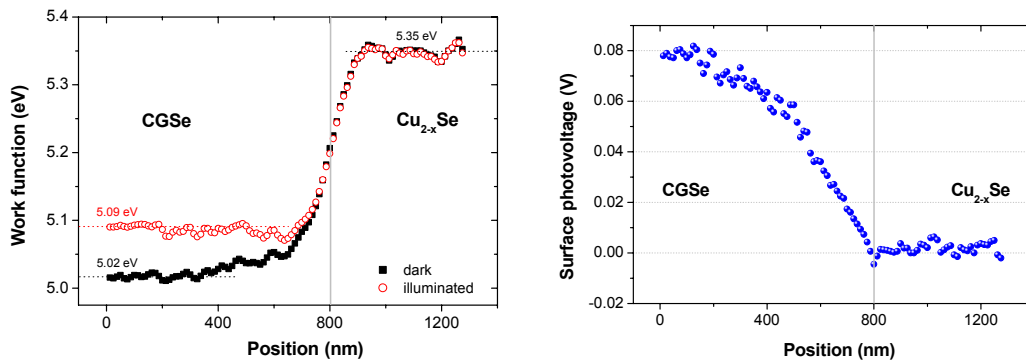 5.4
5.3
5.2
5.1
5.0
Work function (eV)
5.35 eV
CGSe
Cu2-xSe
5.09 eV
5.02 eV
dark
illuminated
0 400 800 1200
Position (nm)
0.10
0.08
0.06
0.04
0.02
0.00
-0.02
Surface photovoltage (V)
CGSe
Cu2-xSe
0 400 800 1200
Position (nm)